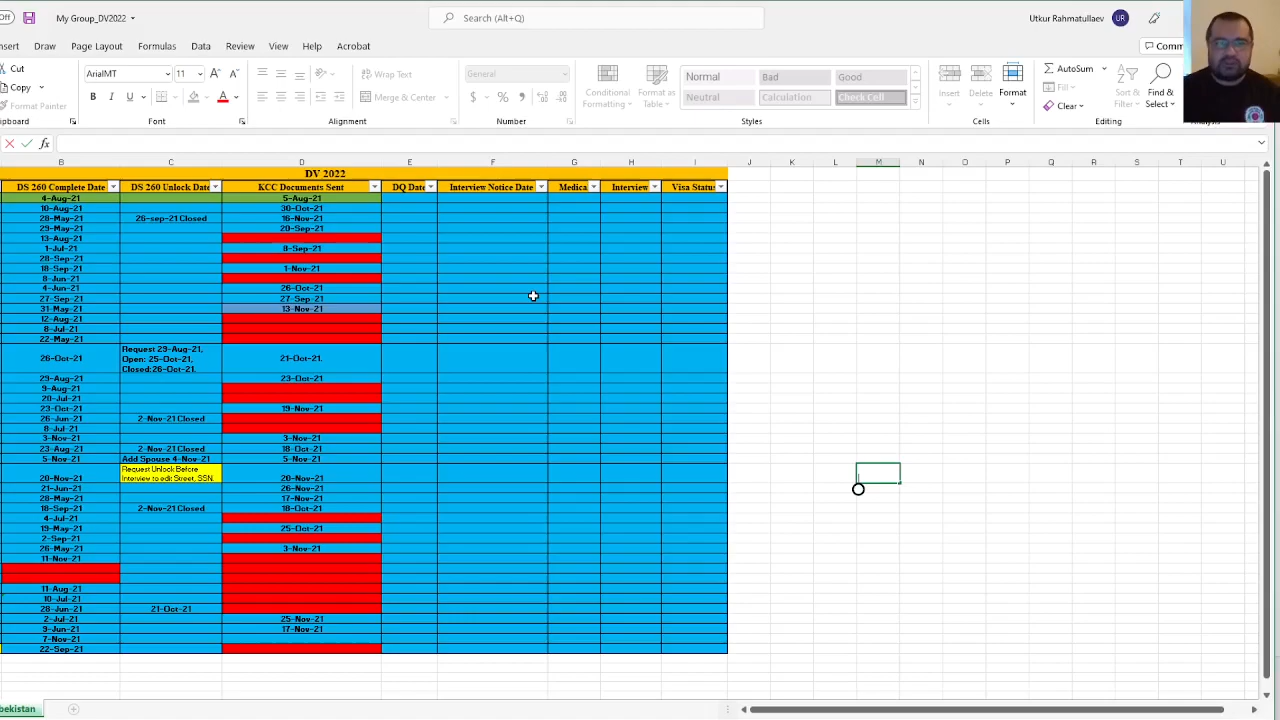 Off My_Group_DV2022 Search (Alt+Q) Utkur Rahmatullaev UR
nsert Draw Page Layout Formulas Data Review View Help Acrobat Comm
Cut ArialMT 11 Wrap Text General Normal Bad Good AutoSum
Copy Fill
Format Painter B I U Merge & Center Conditional Formatting Format as Table Neutral Calculation Check Cell Insert Delete Format Clear Sort & Filter Find & Select
Font Alignment Number Styles Cells Editing
fx
B C D E F G H I J K L M N O P Q R S T U
DV 2022
DS 260 Complete Date DS 260 Unlock Date KCC Documents Sent DQ Date Interview Notice Date Medica Interview Visa Status
4-Aug-21 5-Aug-21
10-Aug-21 30-Oct-21
28-May-21 26-sep-21 Closed 16-Nov-21
29-May-21 20-Sep-21
13-Aug-21
1-Jul-21 8-Sep-21
28-Sep-21
18-Sep-21 1-Nov-21
8-Jun-21
4-Jun-21 26-Oct-21
27-Sep-21 27-Sep-21
31-May-21 13-Nov-21
12-Aug-21
8-Jul-21
22-May-21
Request 29-Aug-21,
Open: 25-Oct-21,
26-Oct-21 21-Oct-21.
Closed:26-Oct-21.
29-Aug-21 23-Oct-21
9-Aug-21
20-Jul-21
23-Oct-21 19-Nov-21
26-Jun-21 2-Nov-21 Closed
8-Jul-21
3-Nov-21 3-Nov-21
23-Aug-21 2-Nov-21 Closed 18-Oct-21
5-Nov-21 Add Spouse 4-Nov-21 5-Nov-21
Request Unlock Before
Interview to edit Street, SSN.
20-Nov-21 20-Nov-21
21-Jun-21 26-Nov-21
28-May-21 17-Nov-21
18-Sep-21 2-Nov-21 Closed 18-Oct-21
4-Jul-21
19-May-21 25-Oct-21
2-Sep-21
26-May-21 3-Nov-21
11-Nov-21
11-Aug-21
10-Jul-21
28-Jun-21 21-Oct-21
2-Jul-21 25-Nov-21
9-Jun-21 17-Nov-21
7-Nov-21
22-Sep-21
bekistan